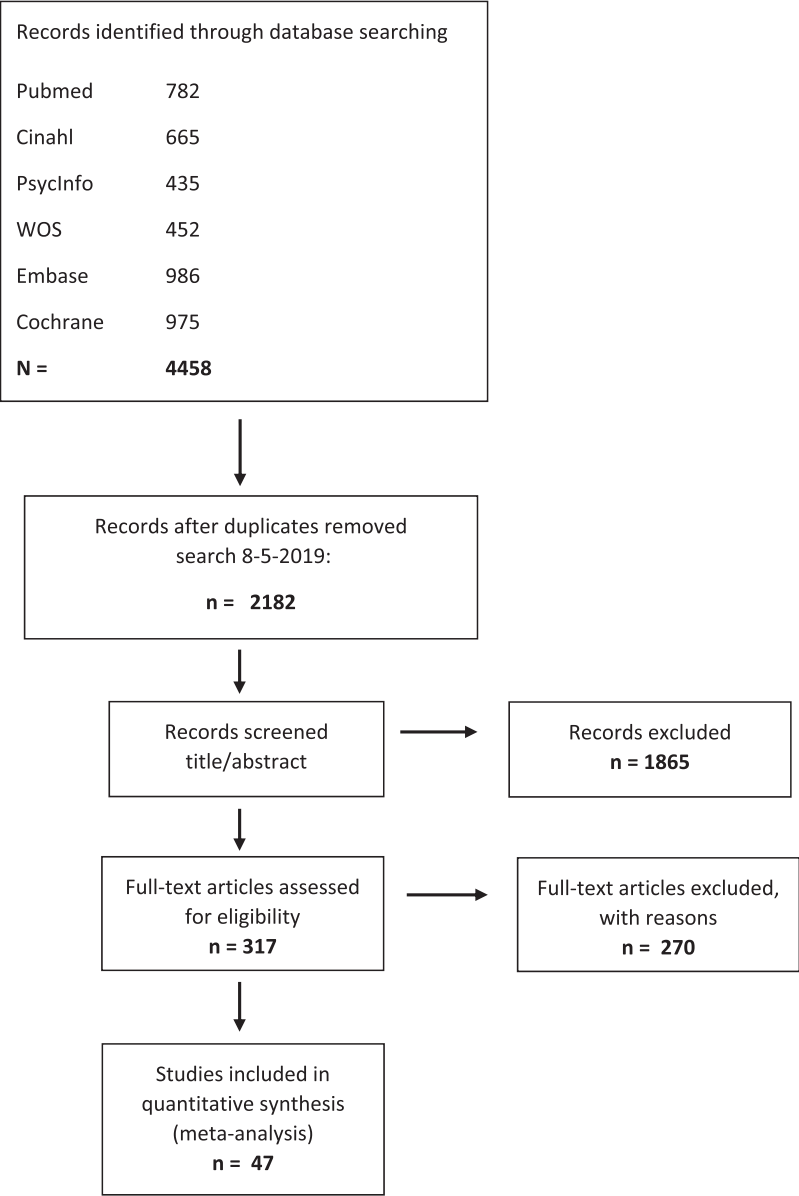 Records identified through database searching
Pubmed 782
Cinahl 665
PsycInfo 435
WOS 452
Embase 986
Cochrane 975
N = 4458
Records after duplicates removed
search 8-5-2019:
n = 2182
Records screened
title/abstract
Records excluded
n = 1865
Full-text articles assessed
for eligibility
n = 317
Full-text articles excluded,
with reasons
n = 270
Studies included in
quantitative synthesis
(meta-analysis)
n = 47